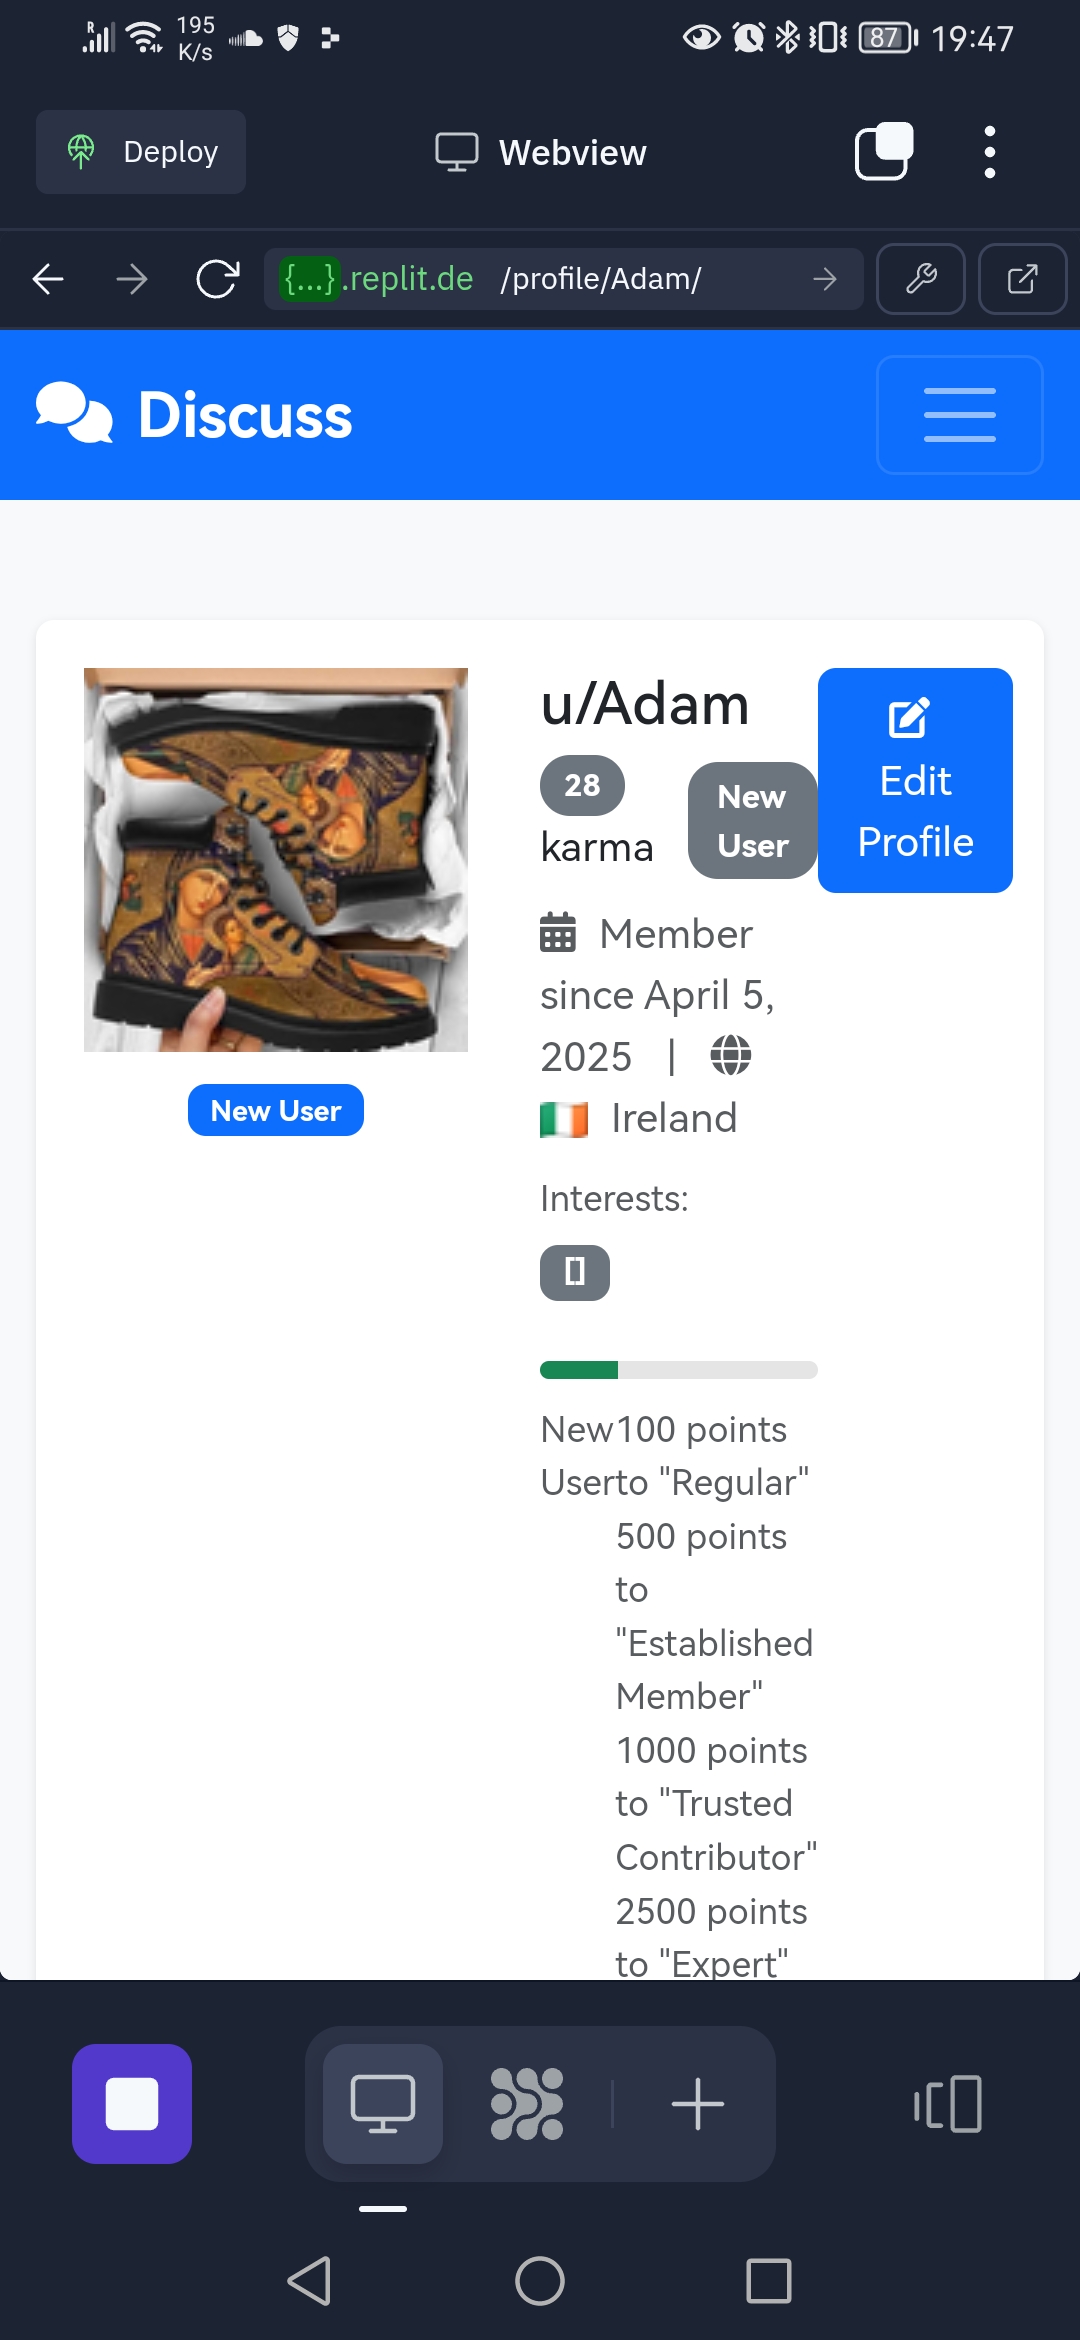 195
K/s
87
19:47
Deploy
Webview
{...}.replit.de /profile/Adam/
Discuss
u/Adam
28
karma
New
User
Edit
Profile
Member
since April 5,
2025 |
Ireland
New User
Interests:
[]
New
User
100 points
to "Regular"
500 points
to
"Established
Member"
1000 points
to "Trusted
Contributor"
2500 points
to "Expert"